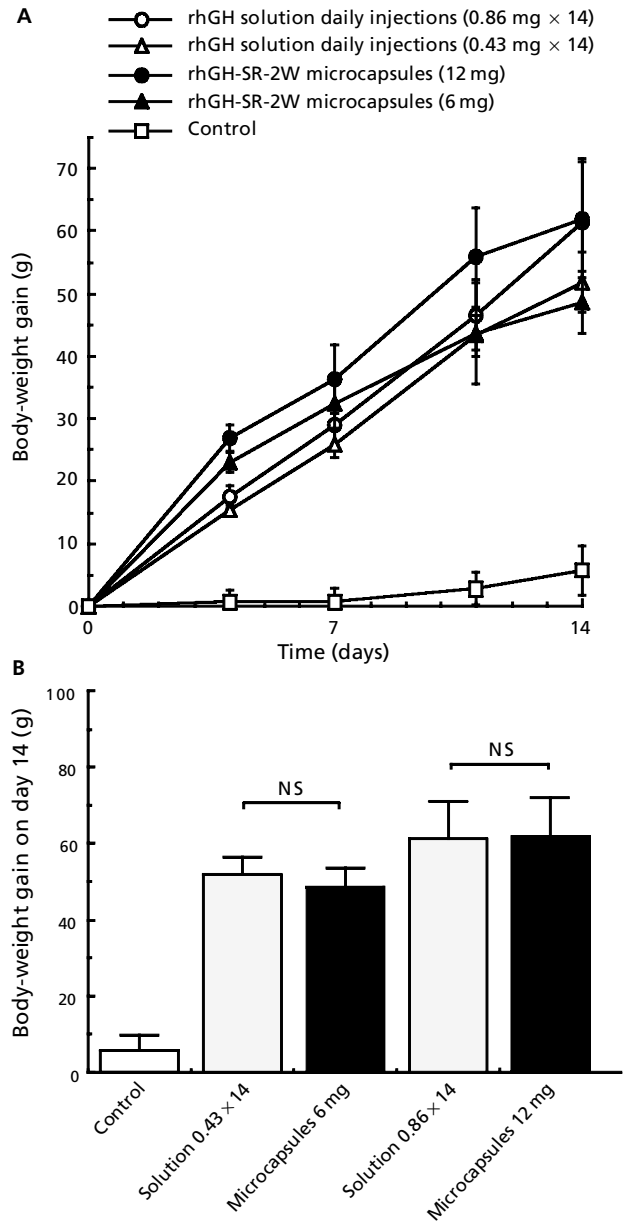 A
rhGH solution daily injections (0.86 mg × 14)
rhGH solution daily injections (0.43 mg × 14)
rhGH-SR-2W microcapsules (12 mg)
rhGH-SR-2W microcapsules (6 mg)
Control
70
60
50
40
30
20
10
0
Body-weight gain (g)
0 7 14
Time (days)
B
100
80
60
40
20
0
Body-weight gain on day 14 (g)
NS
NS
Control
Solution 0.43 × 14
Microcapsules 6 mg
Solution 0.86 × 14
Microcapsules 12 mg